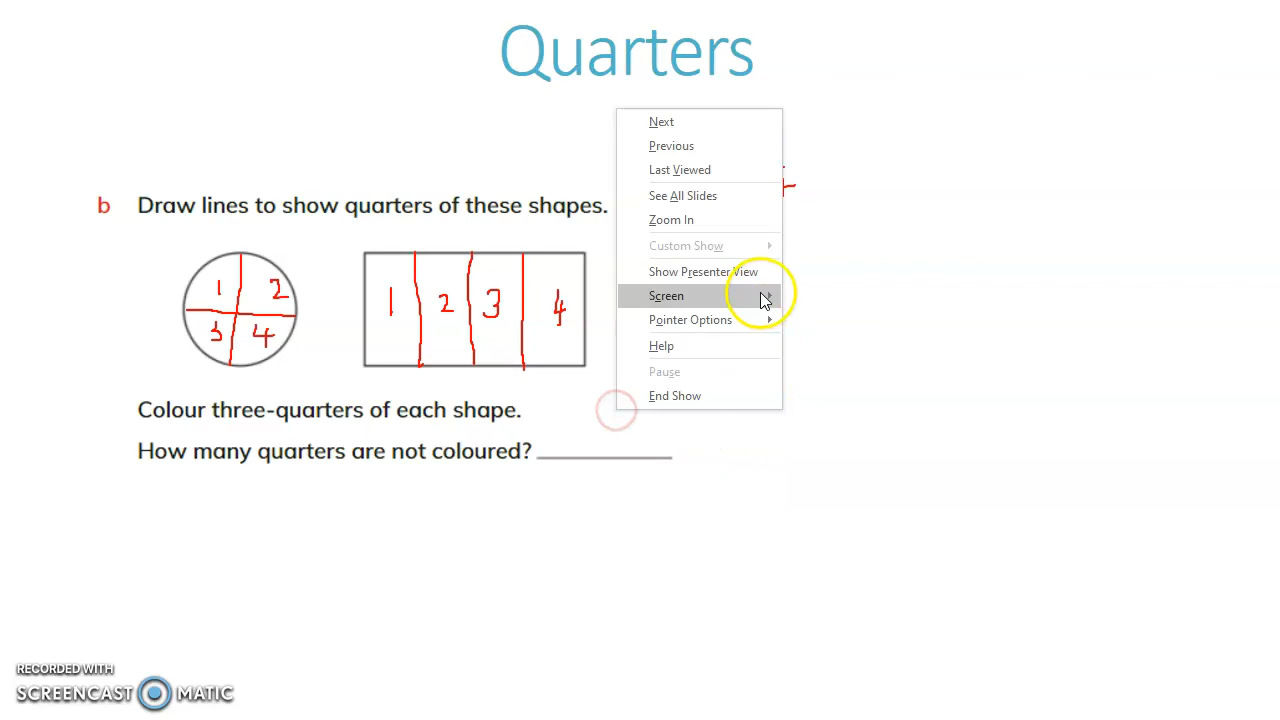 Quarters
b Draw lines to show quarters of these shapes.
1 2
3 4
1 2 3 4
Colour three-quarters of each shape.
How many quarters are not coloured?
Next
Previous
Last Viewed
See All Slides
Zoom In
Custom Show
Show Presenter View
Screen
Pointer Options
Help
Pause
End Show
RECORDED WITH
SCREENCAST MATIC